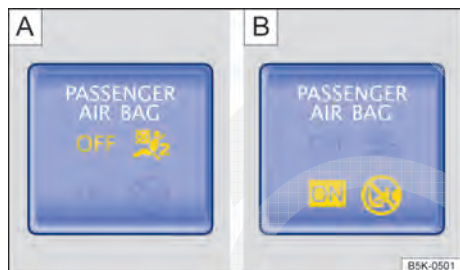 A
PASSENGER
AIR BAG
OFF
B
PASSENGER
AIR BAG
ON
B5K-0501